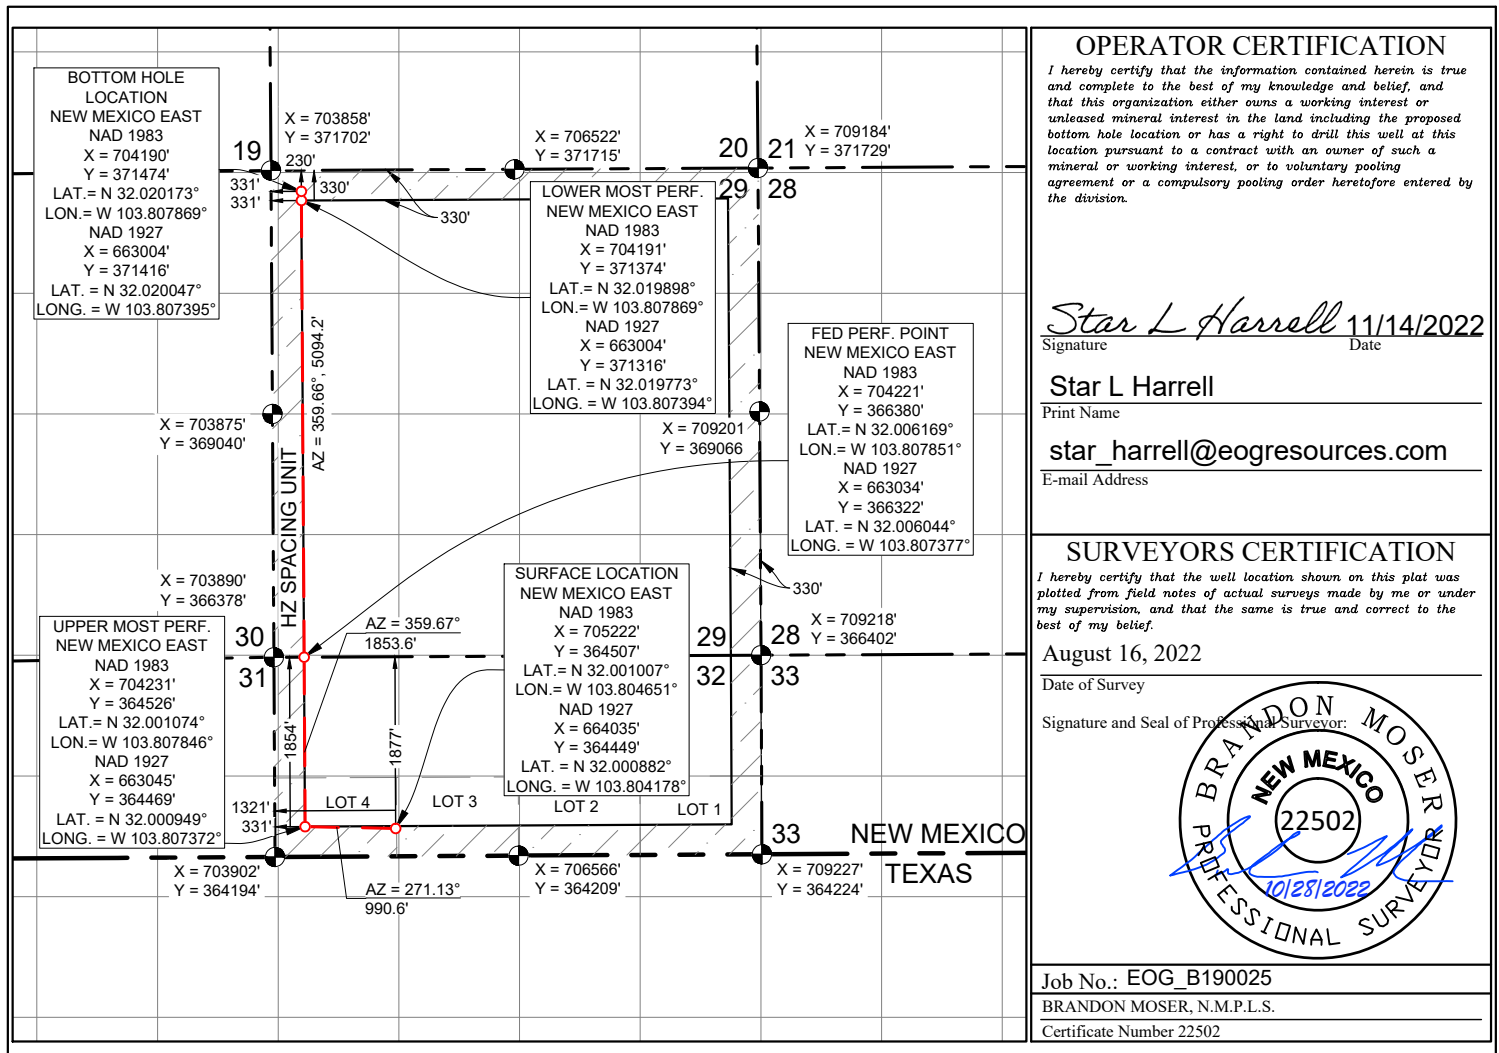 BOTTOM HOLE
LOCATION
NEW MEXICO EAST
NAD 1983
X = 704190'
Y = 371474'
LAT. = N 32.020173°
LON.= W 103.807869°
NAD 1927
X = 663004'
Y = 371416'
LAT. = N 32.020047°
LONG. = W 103.807395°
X = 703858'
Y = 371702'
19
230'
331'
330'
331'
330'
X = 706522'
Y = 371715'
20 21
29 28
X = 709184'
Y = 371729'
LOWER MOST PERF.
NEW MEXICO EAST
NAD 1983
X = 704191'
Y = 371374'
LAT.= N 32.019898°
LON.= W 103.807869°
NAD 1927
X = 663004'
Y = 371316'
LAT. = N 32.019773°
LONG. = W 103.807394°
FED PERF. POINT
NEW MEXICO EAST
NAD 1983
X = 704221'
Y = 366380'
LAT.= N 32.006169°
LON.= W 103.807851°
NAD 1927
X = 663034'
Y = 366322'
LAT. = N 32.006044°
LONG. = W 103.807377°
X = 703875'
Y = 369040'
AZ = 359.66°, 5094.2'
HZ SPACING UNIT
X = 709201
Y = 369066
330'
X = 703890'
Y = 366378'
30
31
AZ = 359.67°
1853.6'
SURFACE LOCATION
NEW MEXICO EAST
NAD 1983
X = 705222'
Y = 364507'
LAT.= N 32.001007°
LON.= W 103.804651°
NAD 1927
X = 664035'
Y = 364449'
LAT. = N 32.000882°
LONG. = W 103.804178°
29 28
32 33
X = 709218'
Y = 366402'
UPPER MOST PERF.
NEW MEXICO EAST
NAD 1983
X = 704231'
Y = 364526'
LAT.= N 32.001074°
LON.= W 103.807846°
NAD 1927
X = 663045'
Y = 364469'
LAT. = N 32.000949°
LONG. = W 103.807372°
1854'
1877'
1321'
331'
LOT 4
LOT 3
LOT 2
LOT 1
33
NEW MEXICO
TEXAS
X = 703902'
Y = 364194'
AZ = 271.13°
990.6'
X = 706566'
Y = 364209'
X = 709227'
Y = 364224'
OPERATOR CERTIFICATION
I hereby certify that the information contained herein is true
and complete to the best of my knowledge and belief, and
that this organization either owns a working interest or
unleased mineral interest in the land including the proposed
bottom hole location or has a right to drill this well at this
location pursuant to a contract with an owner of such a
mineral or working interest, or to voluntary pooling
agreement or a compulsory pooling order heretofore entered by
the division.
Star L Harrell 11/14/2022
Signature Date
Star L Harrell
Print Name
star_harrell@eogresources.com
E-mail Address
SURVEYORS CERTIFICATION
I hereby certify that the well location shown on this plat was
plotted from field notes of actual surveys made by me or under
my supervision, and that the same is true and correct to the
best of my belief.
August 16, 2022
Date of Survey
Signature and Seal of Professional Surveyor:
BRANDON MOSER
NEW MEXICO
22502
10/28/2022
PROFESSIONAL SURVEYOR
Job No.: EOG_B190025
BRANDON MOSER, N.M.P.L.S.
Certificate Number 22502